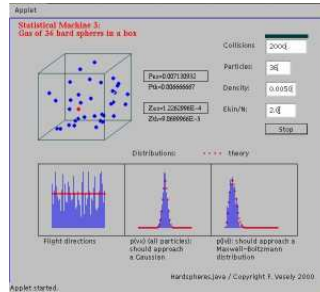 Applet
Statistical Machine 3:
Gas of 36 hard spheres in a box
Collisions 2000
Particles: 36
Density: 0.0050
Ekin/N: 2.0
Stop
Distributions: theory
Flight directions
p(vx) (all particles):
should approach
a Gaussian
p(|v|): should approach a
Maxwell-Boltzmann
distribution
Hardspheres.java / Copyright F. Vesely 2000
Applet started.